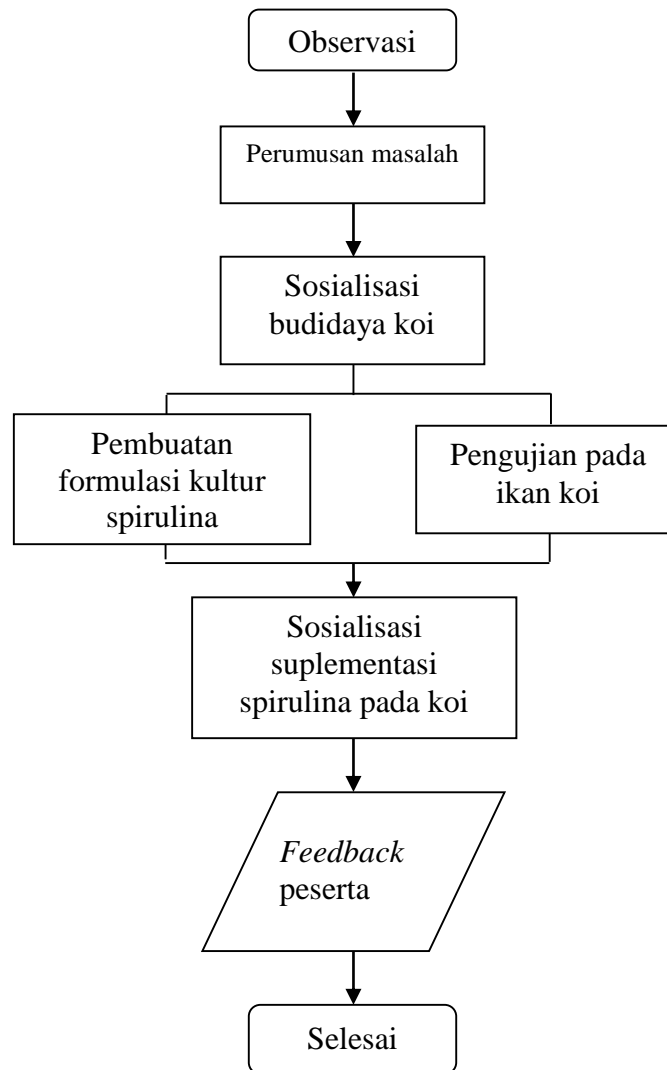 Observasi
Perumusan masalah
Sosialisasi
budidaya koi
Pembuatan
formulasi kultur
spirulina
Pengujian pada
ikan koi
Sosialisasi
suplementasi
spirulina pada koi
Feedback
peserta
Selesai